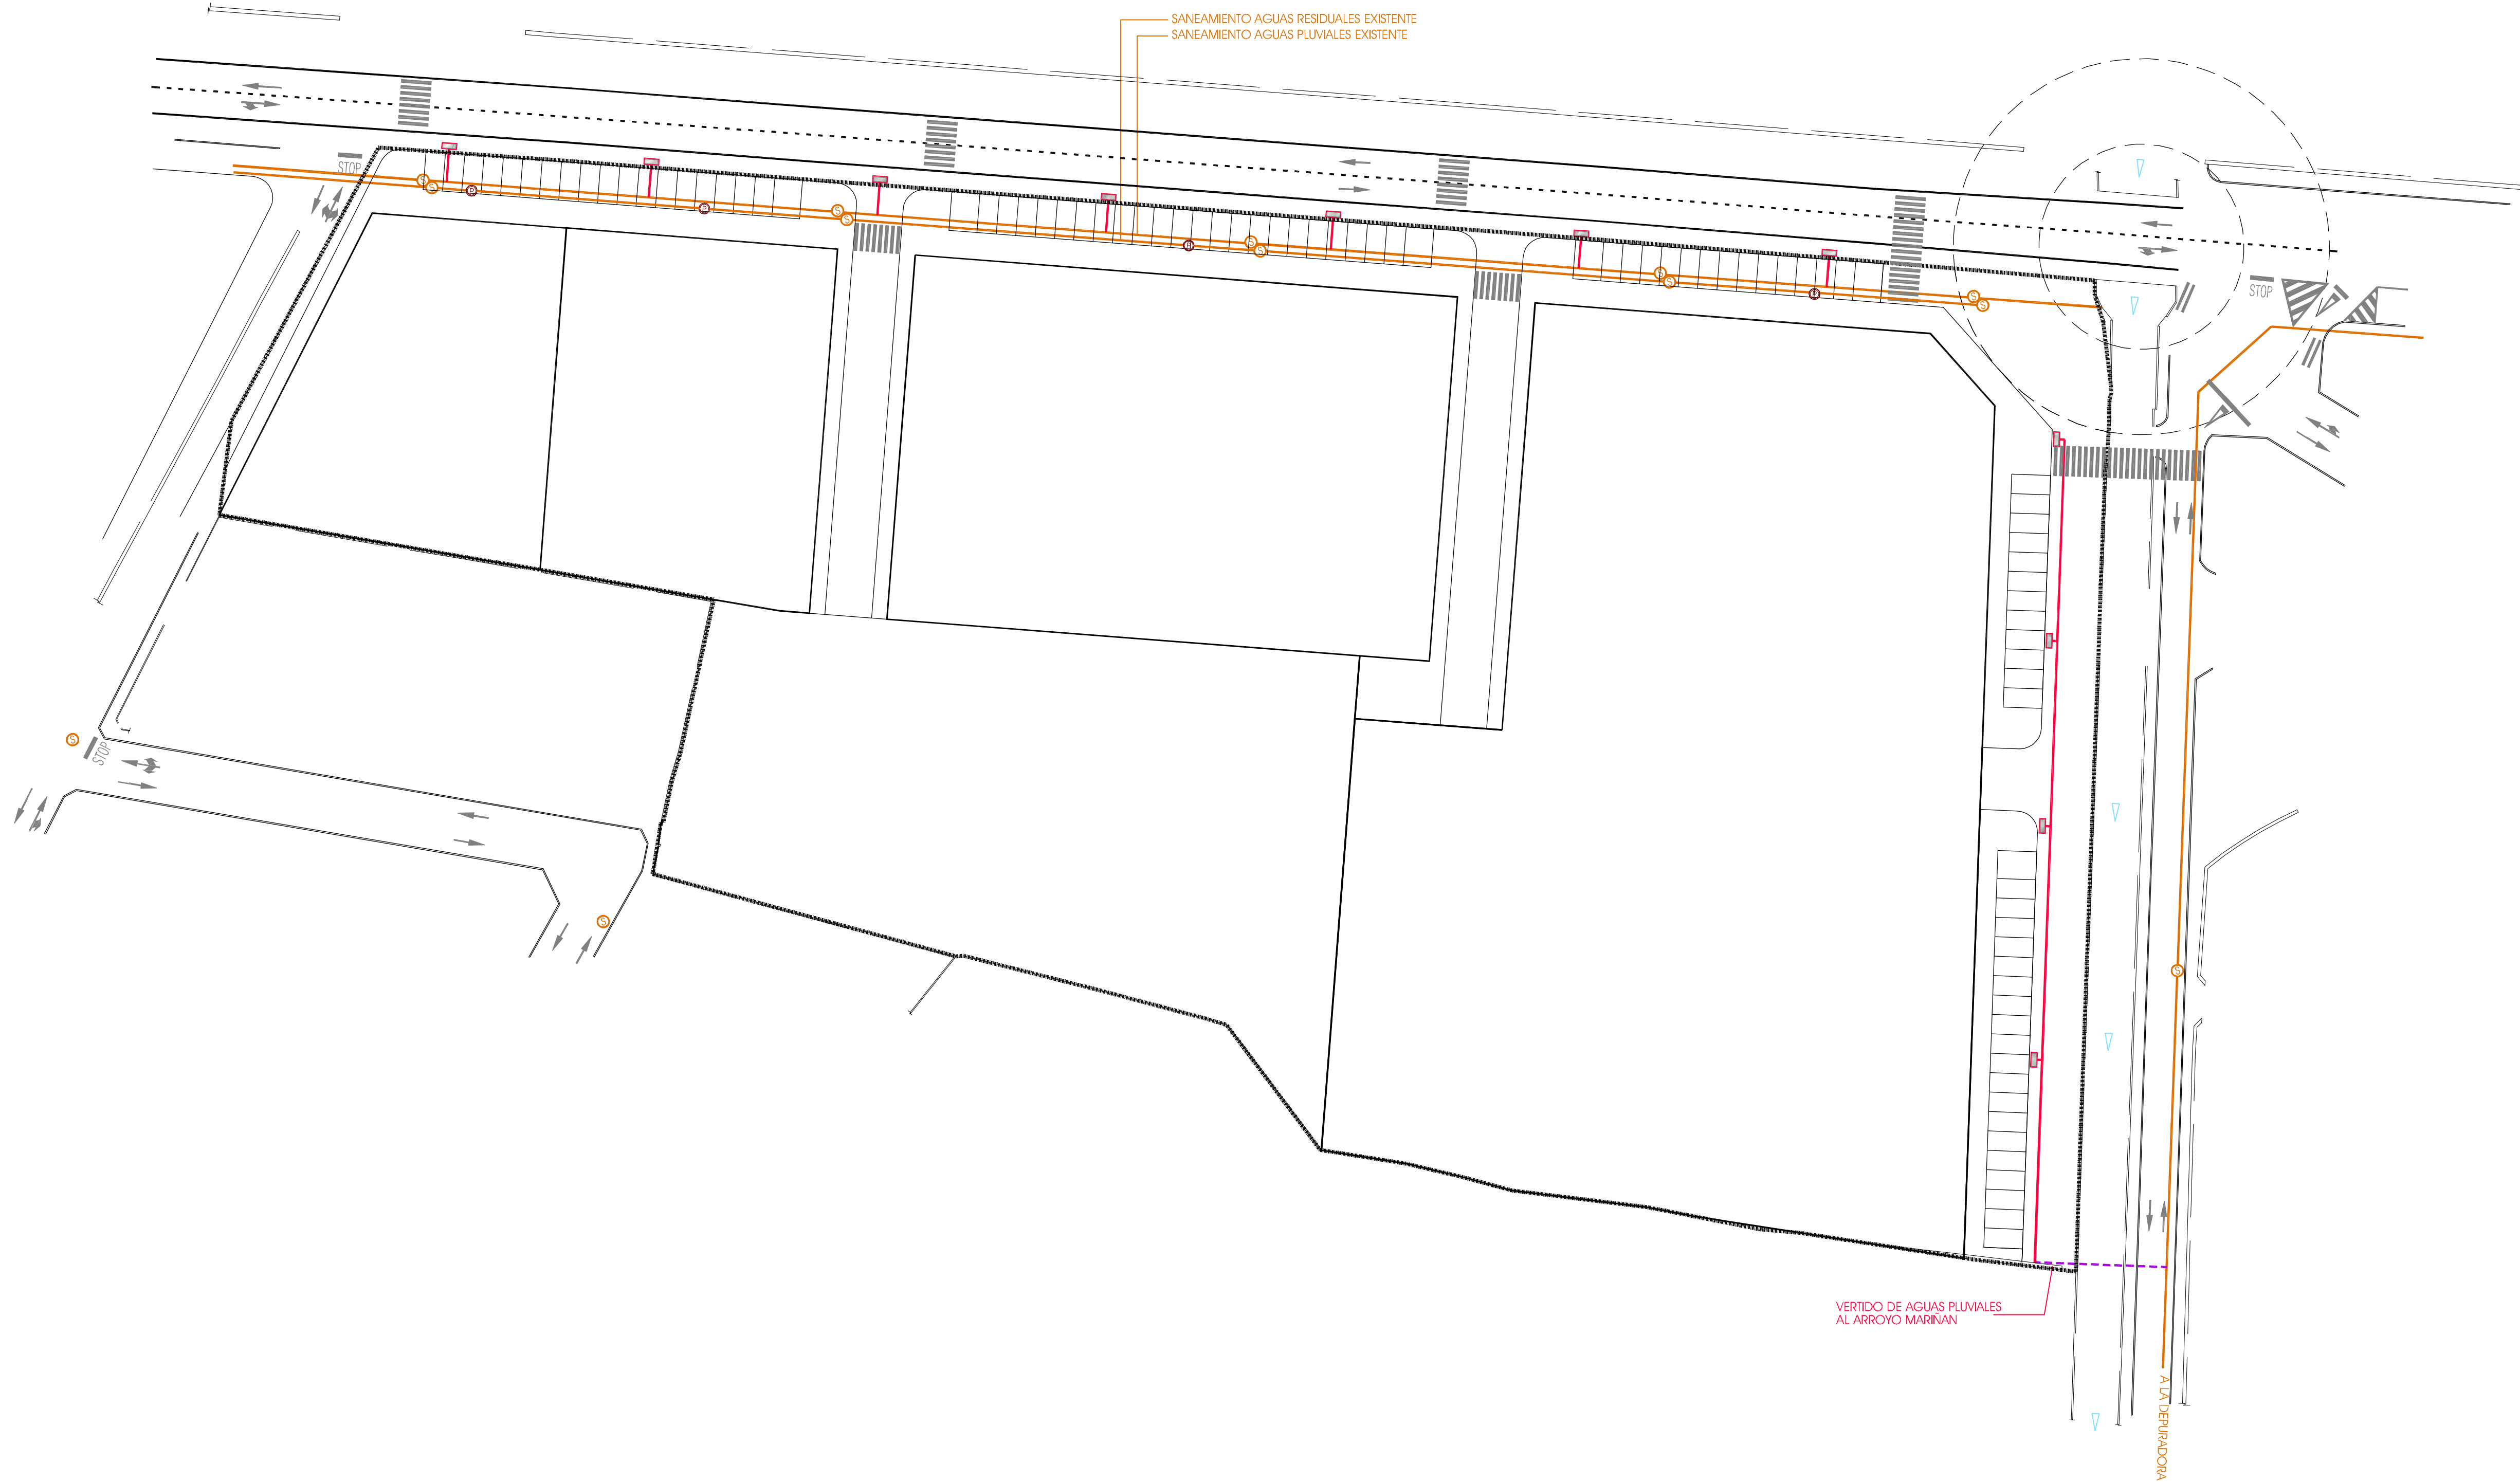 SANEAMIENTO AGUAS RESIDUALES EXISTENTE
SANEAMIENTO AGUAS PLUVIALES EXISTENTE
STOP
S
S
P
P
S
S
P
S
S
S
S
P
S
S
STOP
S
STOP
S
S
VERTIDO DE AGUAS PLUVIALES
AL ARROYO MARIÑAN
A LA DEPURADORA